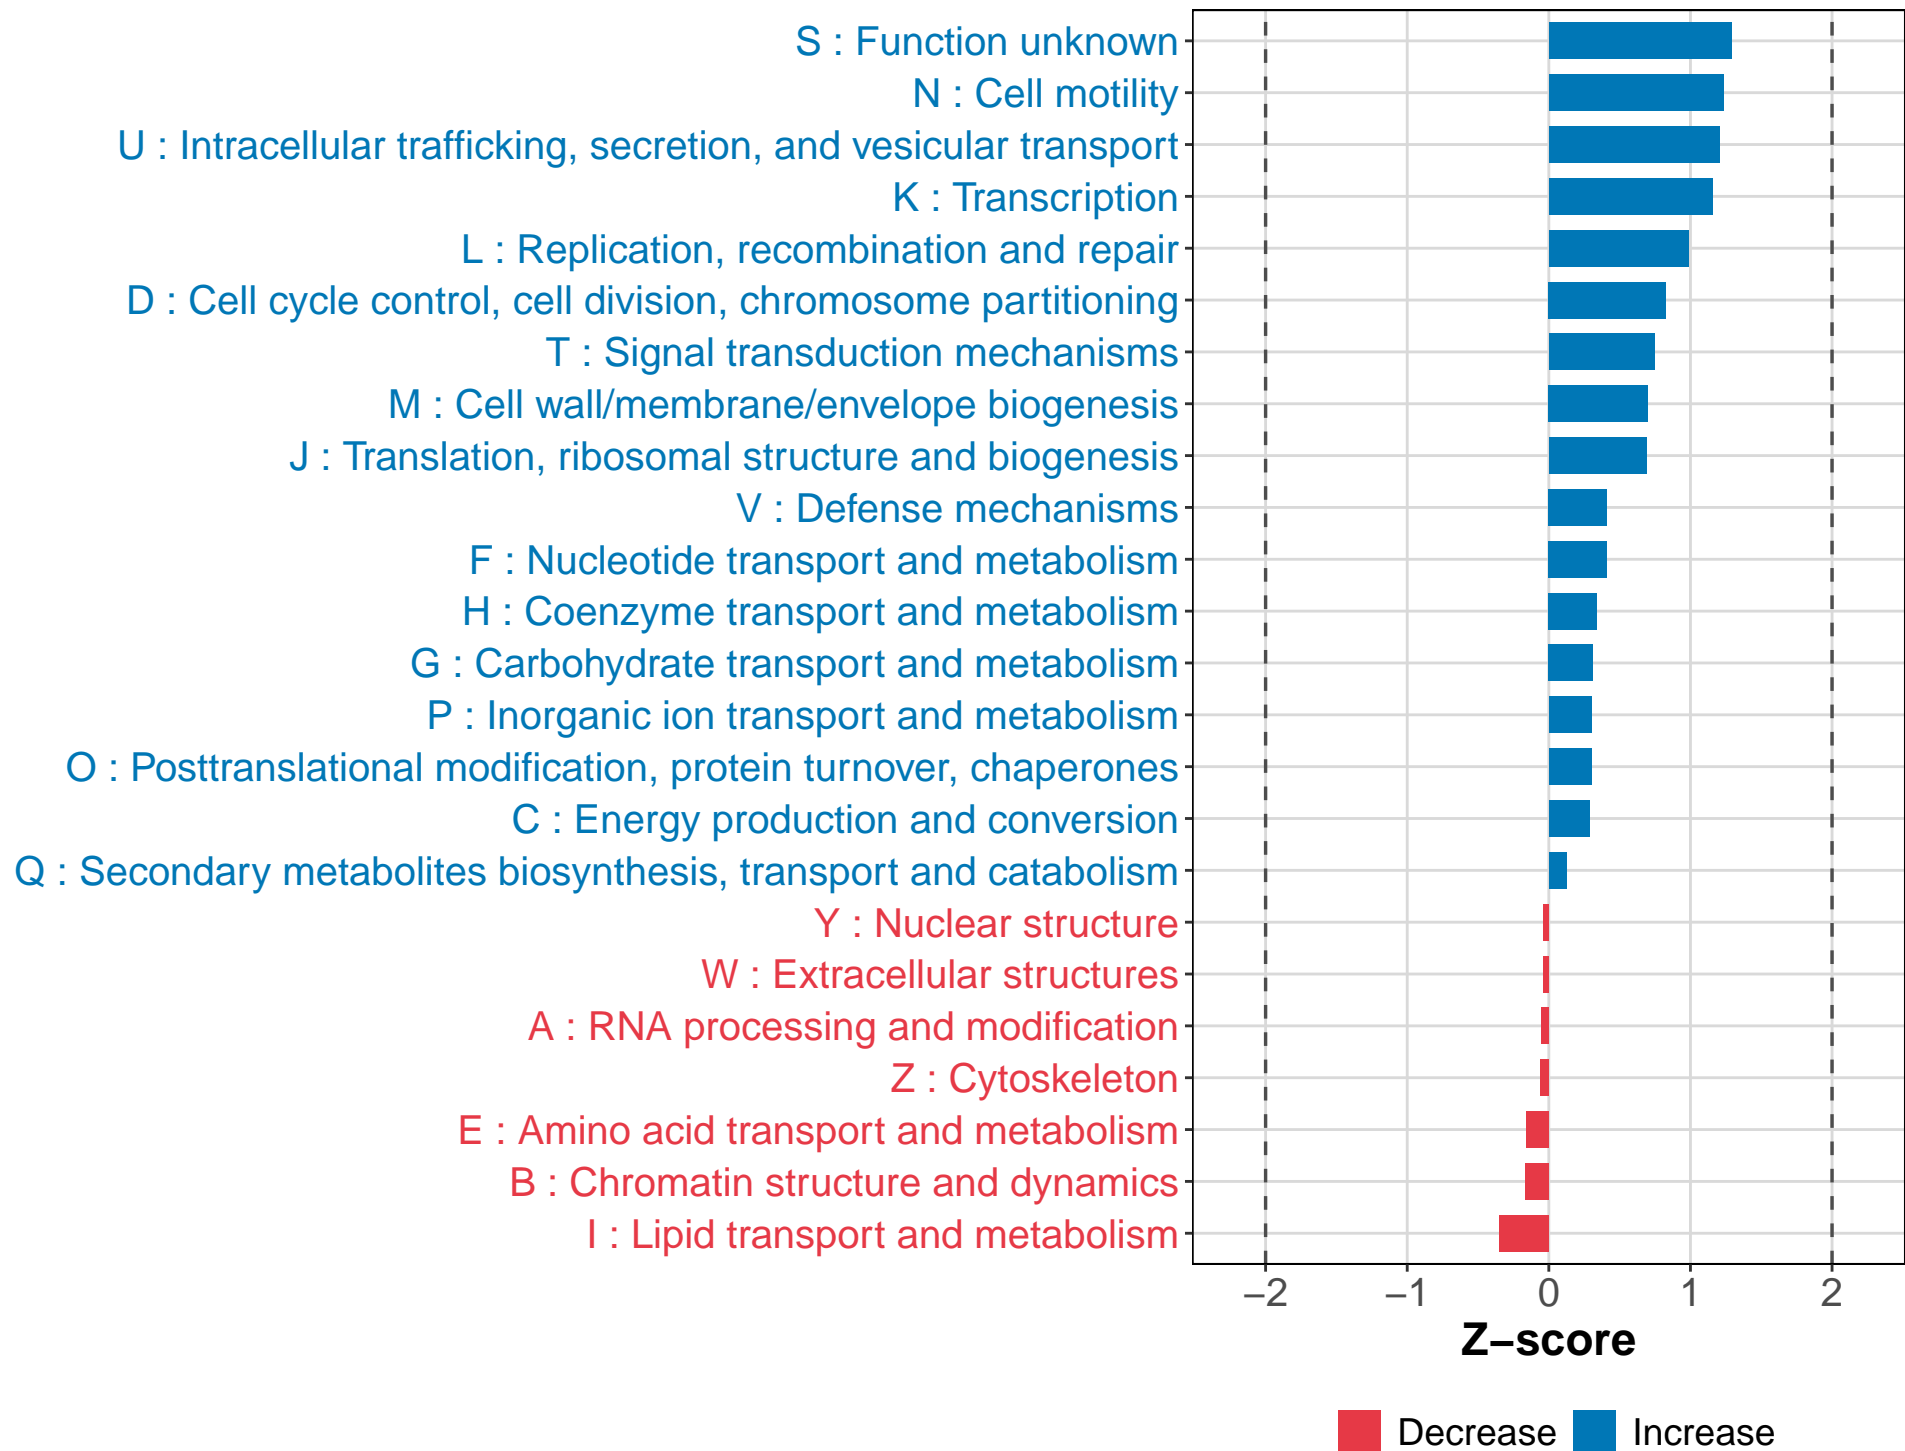 S : Function unknown
N : Cell motility
U : Intracellular trafficking, secretion, and vesicular transport
K : Transcription
L : Replication, recombination and repair
D : Cell cycle control, cell division, chromosome partitioning
T : Signal transduction mechanisms
M : Cell wall/membrane/envelope biogenesis
J : Translation, ribosomal structure and biogenesis
V : Defense mechanisms
F : Nucleotide transport and metabolism
H : Coenzyme transport and metabolism
G : Carbohydrate transport and metabolism
P : Inorganic ion transport and metabolism
O : Posttranslational modification, protein turnover, chaperones
C : Energy production and conversion
Q : Secondary metabolites biosynthesis, transport and catabolism
Y : Nuclear structure
W : Extracellular structures
A : RNA processing and modification
Z : Cytoskeleton
E : Amino acid transport and metabolism
B : Chromatin structure and dynamics
I : Lipid transport and metabolism
−2 −1 0 1 2
Z−score
Decrease Increase